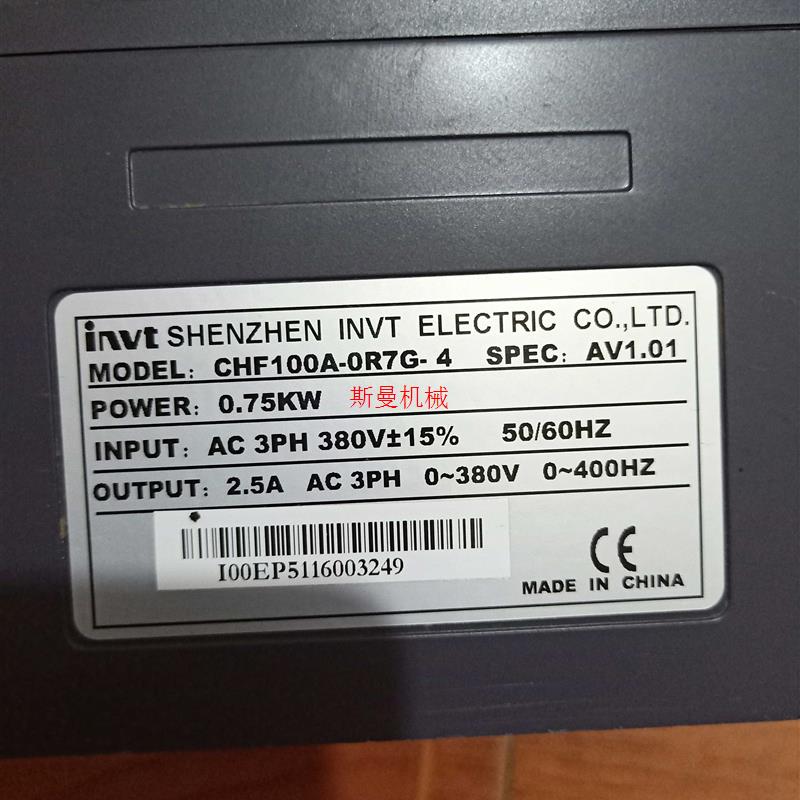 invt SHENZHEN INVT ELECTRIC CO.,LTD.
MODEL: CHF100A-0R7G- 4 SPEC: AV1.01
POWER: 0.75KW
斯曼机械
INPUT: AC 3PH 380V±15% 50/60HZ
OUTPUT: 2.5A AC 3PH 0~380V 0~400HZ
I00EP5116003249
CE
MADE IN CHINA